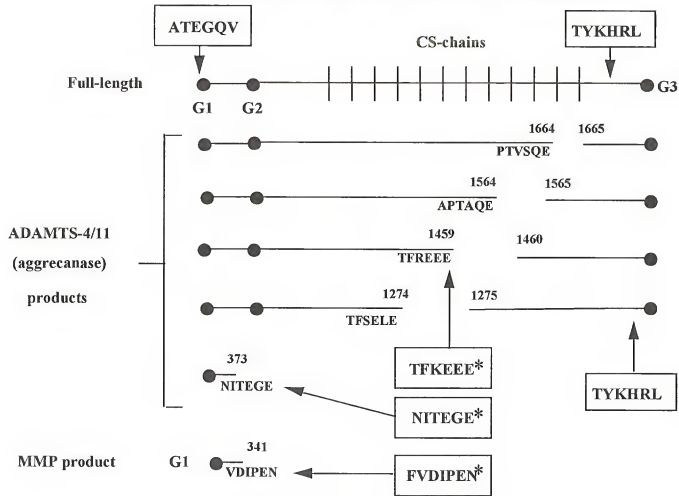 ATEGQV
TYKHRL
CS-chains
Full-length
G1
G2
G3
1664
1665
PTVSQE
1564
1565
APTAQE
ADAMTS-4/11
(aggrecanase)
products
1459
1460
TFREEE
1274
1275
TFSELE
TFKEEE*
373
NITEGE
NITEGE*
TYKHRL
MMP product
G1
341
VDIPEN
FVDIPEN*